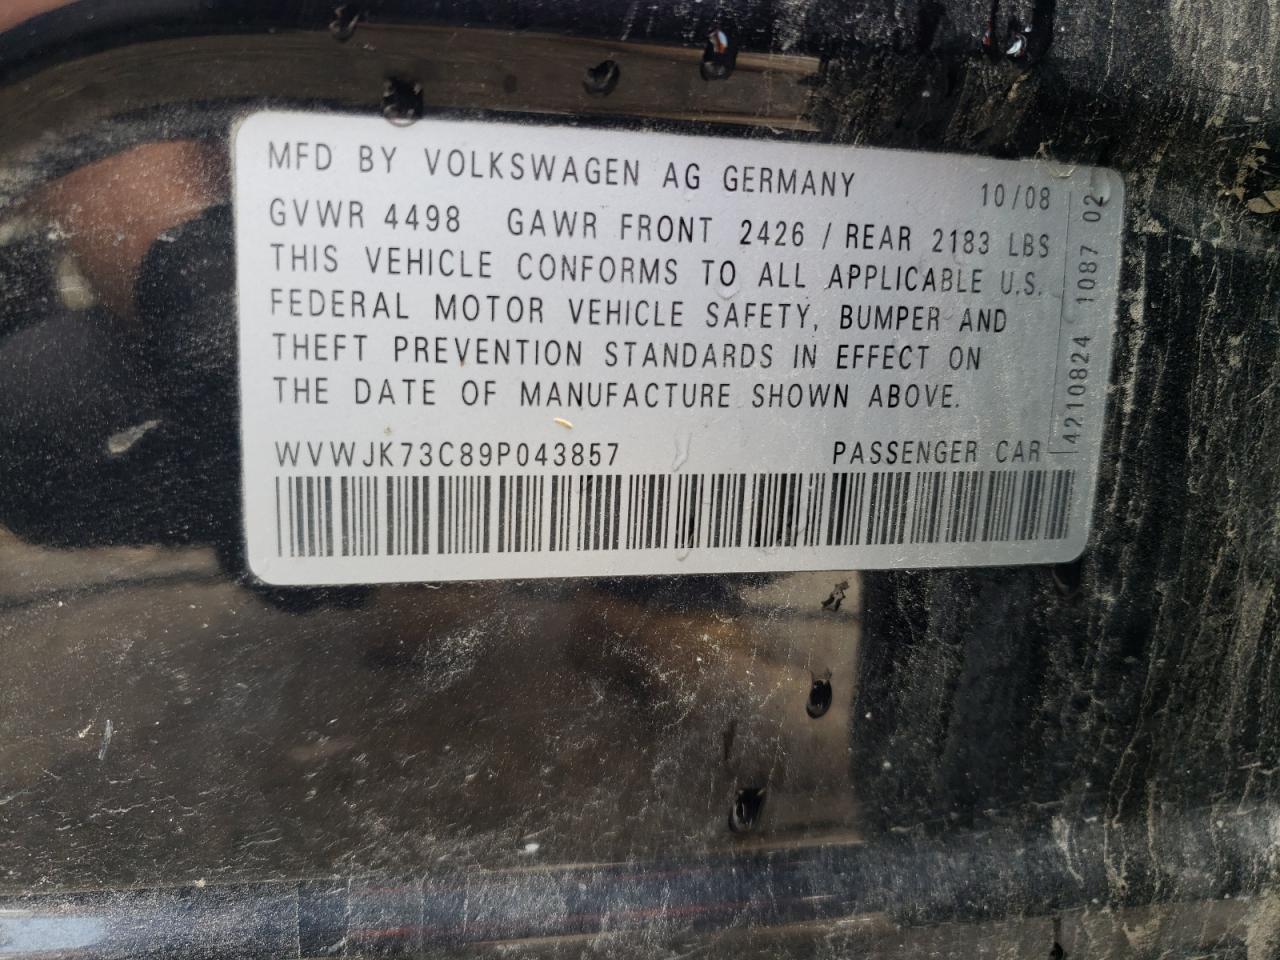 MFD BY VOLKSWAGEN AG GERMANY 10/08
GVWR 4498 GAWR FRONT 2426 / REAR 2183 LBS
THIS VEHICLE CONFORMS TO ALL APPLICABLE U.S.
FEDERAL MOTOR VEHICLE SAFETY, BUMPER AND
THEFT PREVENTION STANDARDS IN EFFECT ON
THE DATE OF MANUFACTURE SHOWN ABOVE.
WVWJK73C89P043857 PASSENGER CAR
4210824 1087 02